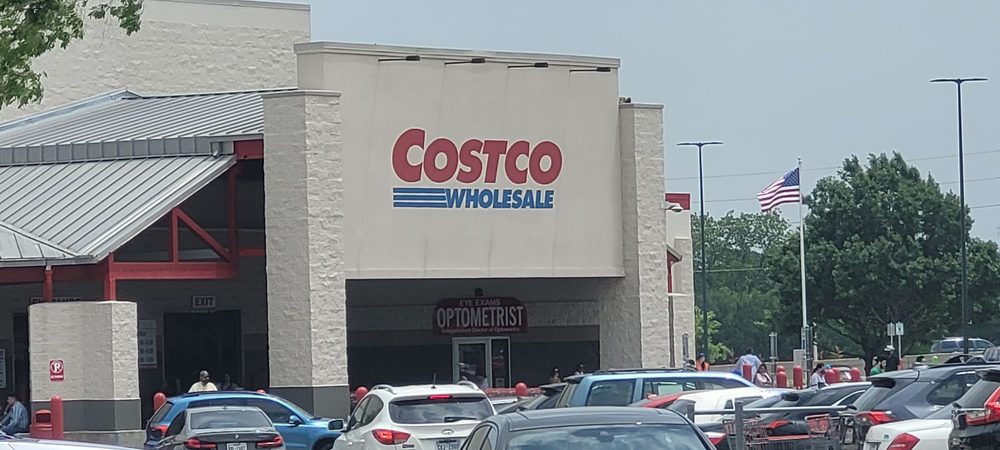 COSTCO
WHOLESALE
EXIT
EYE EXAMS
OPTOMETRIST
Independent Doctor of Optometry